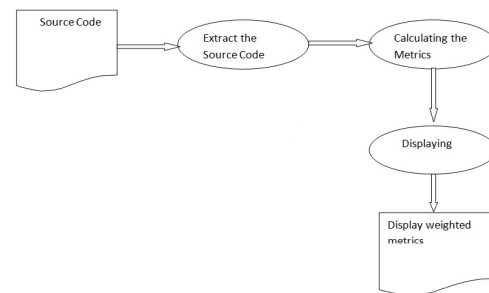 Source Code
Extract the
Source Code
Calculating the
Metrics
Displaying
Display weighted
metrics